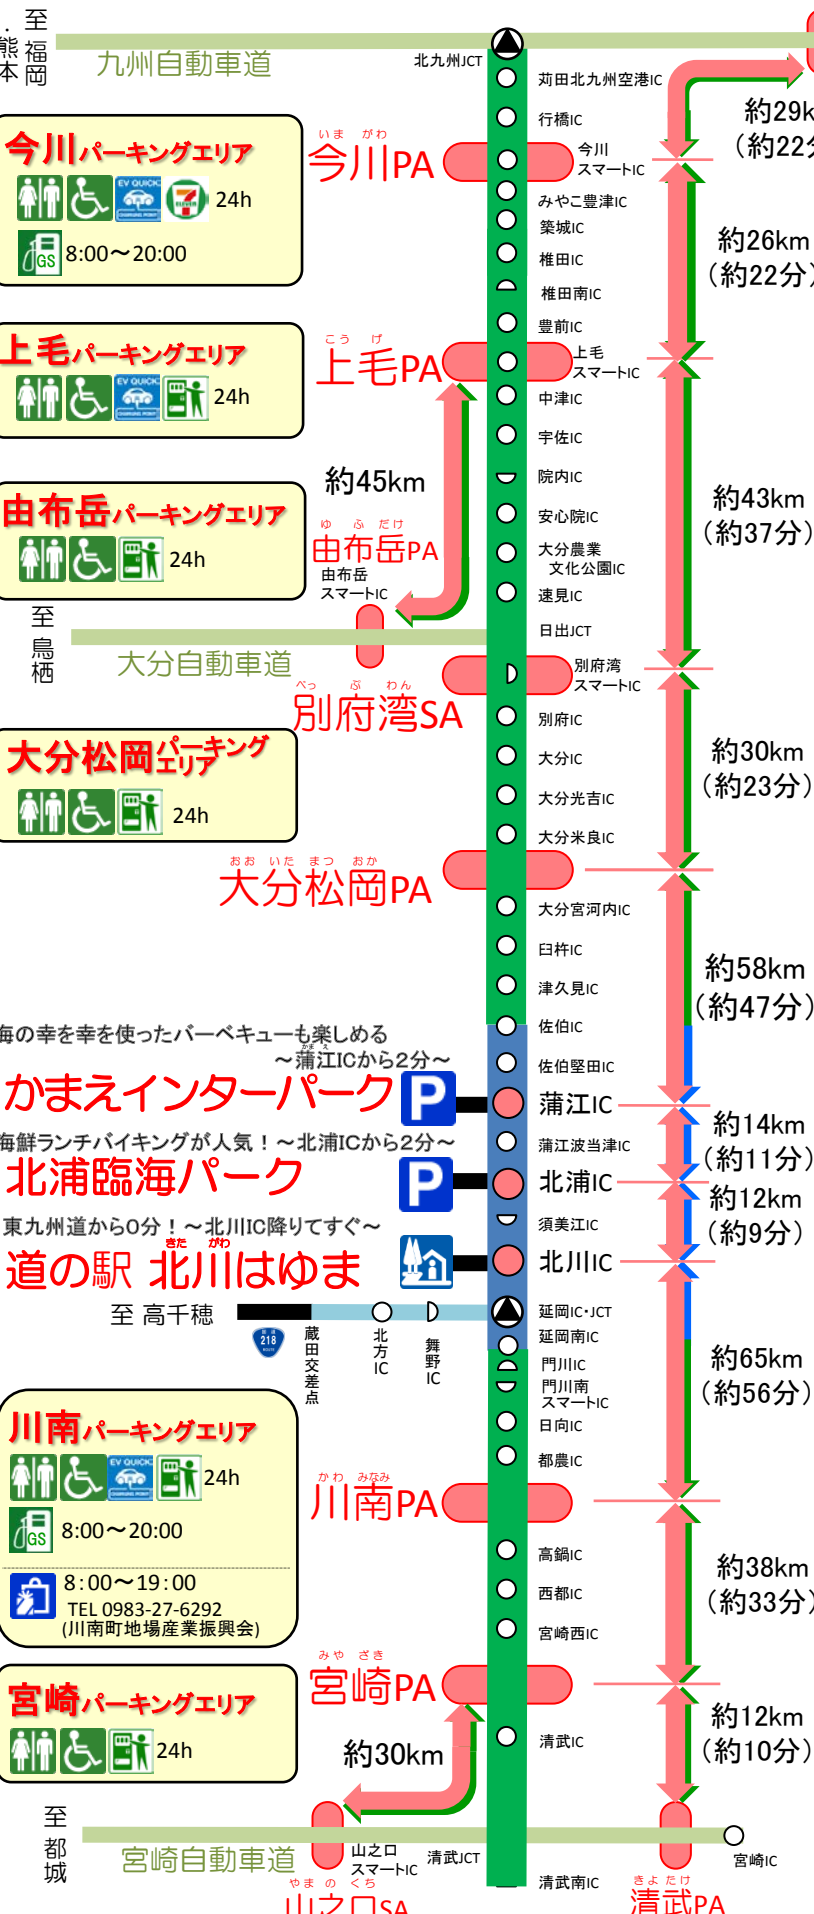 至 福岡
・熊本
九州自動車道
北九州JCT
苅田北九州空港IC
行橋IC
約29k
(約22分
今川パーキングエリア
EV QUICK
24h
GS 8:00～20:00
いま がわ
今川PA
今川
スマートIC
みやこ豊津IC
築城IC
椎田IC
椎田南IC
豊前IC
約26km
(約22分)
上毛パーキングエリア
EV QUICK
24h
こう げ
上毛PA
上毛
スマートIC
中津IC
宇佐IC
院内IC
安心院IC
大分農業
文化公園IC
速見IC
日出JCT
約43km
(約37分)
約45km
由布岳パーキングエリア
24h
ゆ ふ だけ
由布岳PA
由布岳
スマートIC
至 鳥栖
大分自動車道
べっ ぷ わん
別府湾SA
別府湾
スマートIC
別府IC
大分IC
大分光吉IC
大分米良IC
約30km
(約23分)
大分松岡パーキングエリア
24h
おお いた まつ おか
大分松岡PA
大分宮河内IC
臼杵IC
津久見IC
佐伯IC
佐伯堅田IC
約58km
(約47分)
海の幸を幸を使ったバーベキューも楽しめる
かま え
～蒲江ICから2分～
かまえインターパーク
P
蒲江IC
蒲江波当津IC
約14km
(約11分)
海鮮ランチバイキングが人気！～北浦ICから2分～
北浦臨海パーク
P
北浦IC
須美江IC
約12km
(約9分)
東九州道から0分！～北川IC降りてすぐ～
きた がわ
道の駅 北川はゆま
北川IC
至 高千穂
国道
218
ROUTE
蔵田交差点
北方IC
舞野IC
延岡IC・JCT
延岡南IC
門川IC
門川南
スマートIC
日向IC
都農IC
約65km
(約56分)
川南パーキングエリア
EV QUICK
24h
GS 8:00～20:00
8:00～19:00
TEL 0983-27-6292
(川南町地場産業振興会)
かわ みなみ
川南PA
高鍋IC
西都IC
宮崎西IC
約38km
(約33分)
宮崎パーキングエリア
24h
みや ざき
宮崎PA
清武IC
約12km
(約10分)
約30km
至 都城
宮崎自動車道
山之口
スマートIC
清武JCT
宮崎IC
清武南IC
やま の くち
山之口SA
きよ たけ
清武PA